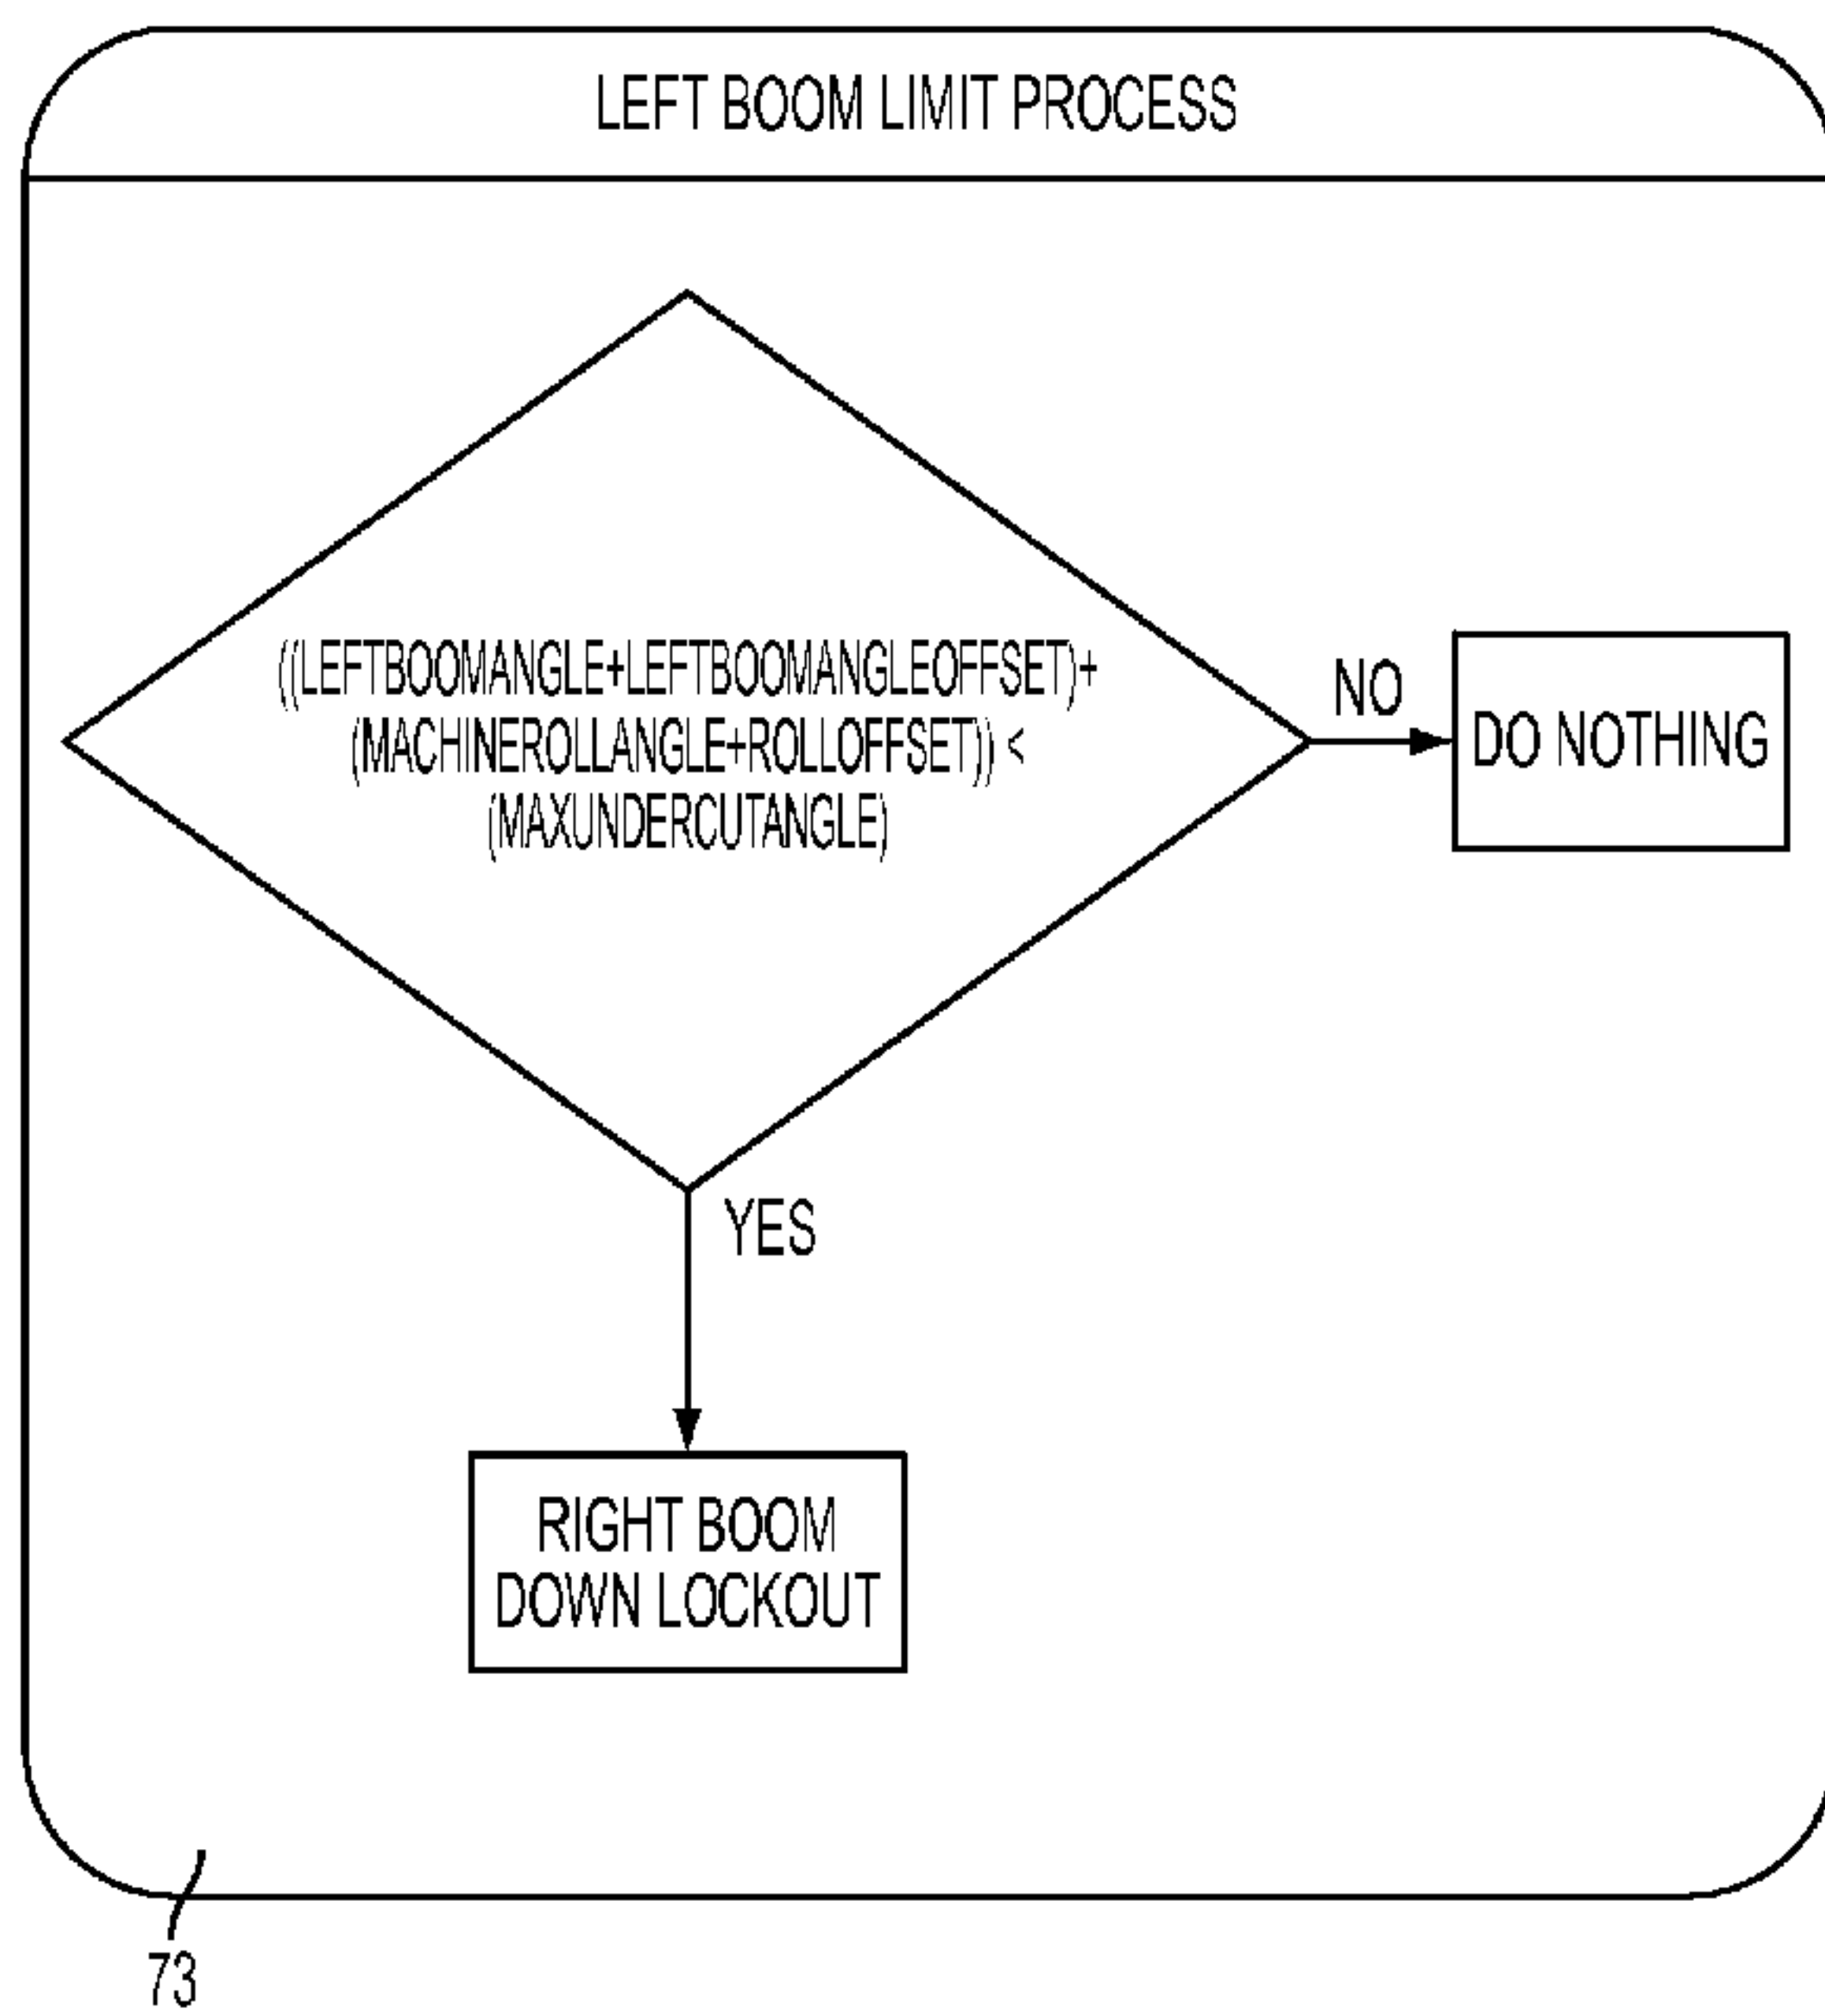 LEFT BOOM LIMIT PROCESS
((LEFTBOOMANGLE+LEFTBOOMANGLEOFFSET)+
(MACHINEROLLANGLE+ROLLOFFSET)) <
(MAXUNDERCUTANGLE)
NO
DO NOTHING
YES
RIGHT BOOM
DOWN LOCKOUT
73